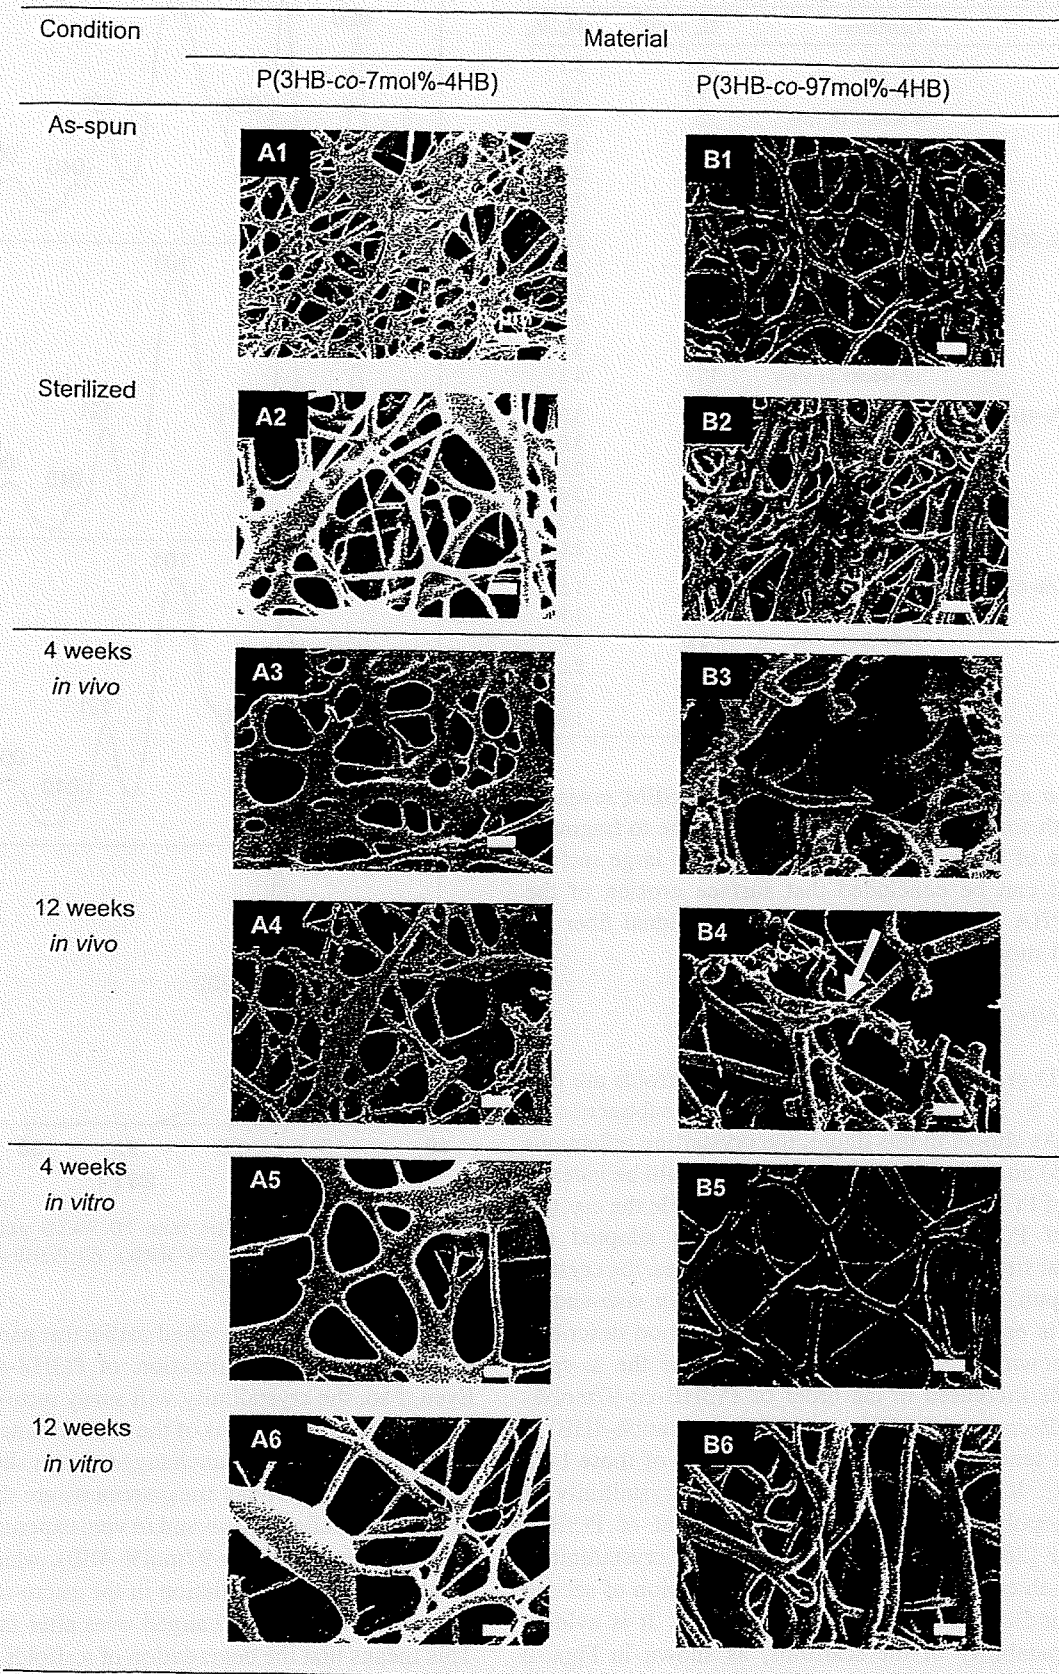 Condition
Material
P(3HB-co-7mol%-4HB) P(3HB-co-97mol%-4HB)
As-spun
A1 B1
Sterilized
A2 B2
4 weeks
in vivo
A3 B3
12 weeks
in vivo
A4 B4
4 weeks
in vitro
A5 B5
12 weeks
in vitro
A6 B6